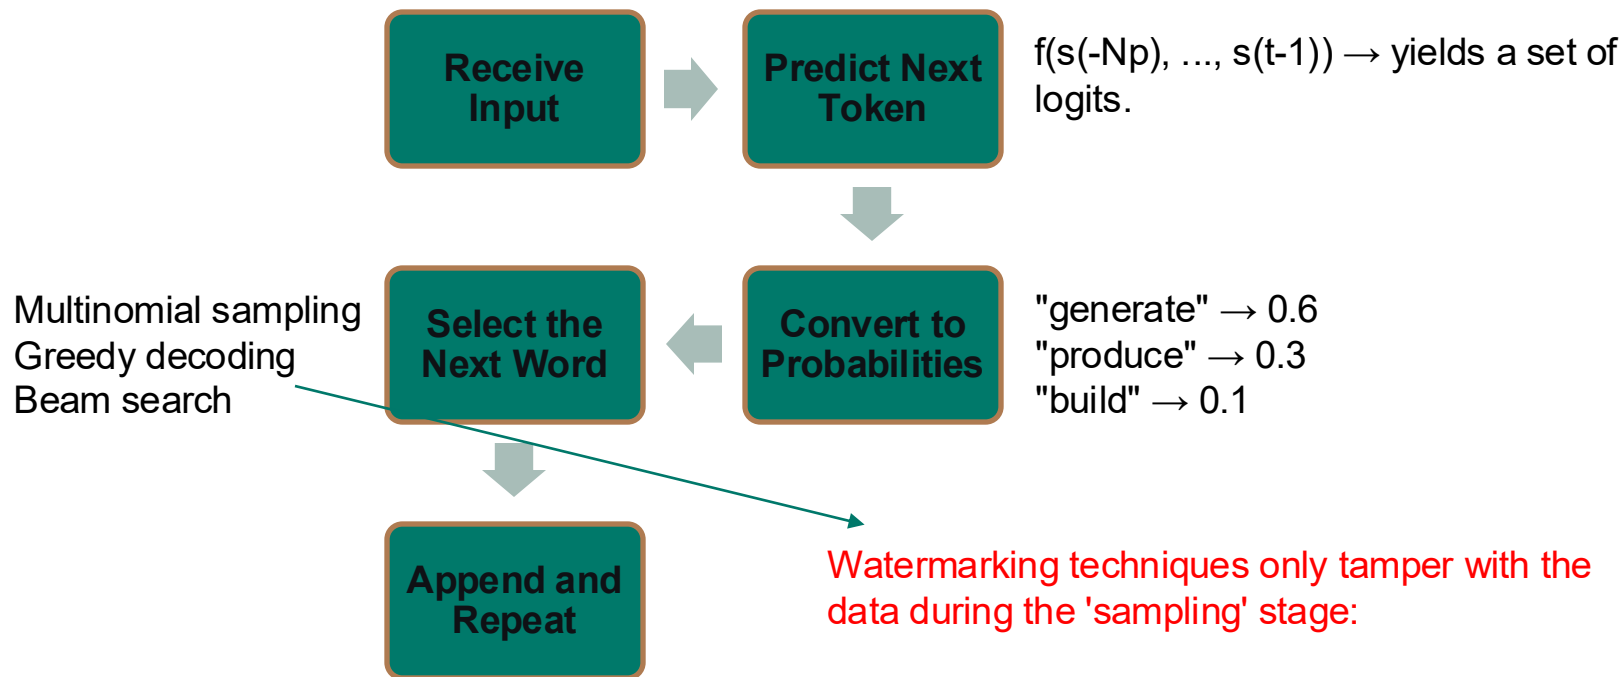 Receive
Input
Predict Next
Token
f(s(-Np), ..., s(t-1)) → yields a set of
logits.
Multinomial sampling
Greedy decoding
Beam search
Select the
Next Word
Convert to
Probabilities
"generate" → 0.6
"produce" → 0.3
"build" → 0.1
Append and
Repeat
Watermarking techniques only tamper with the
data during the 'sampling' stage: